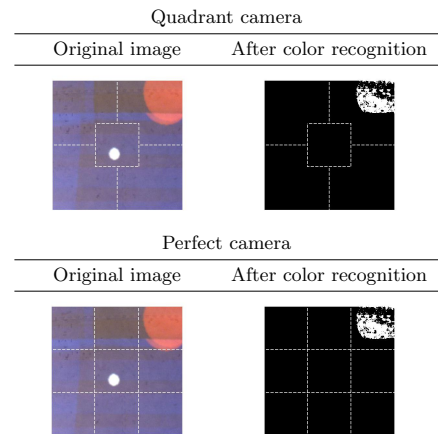 Quadrant camera
Original image After color recognition
Perfect camera
Original image After color recognition